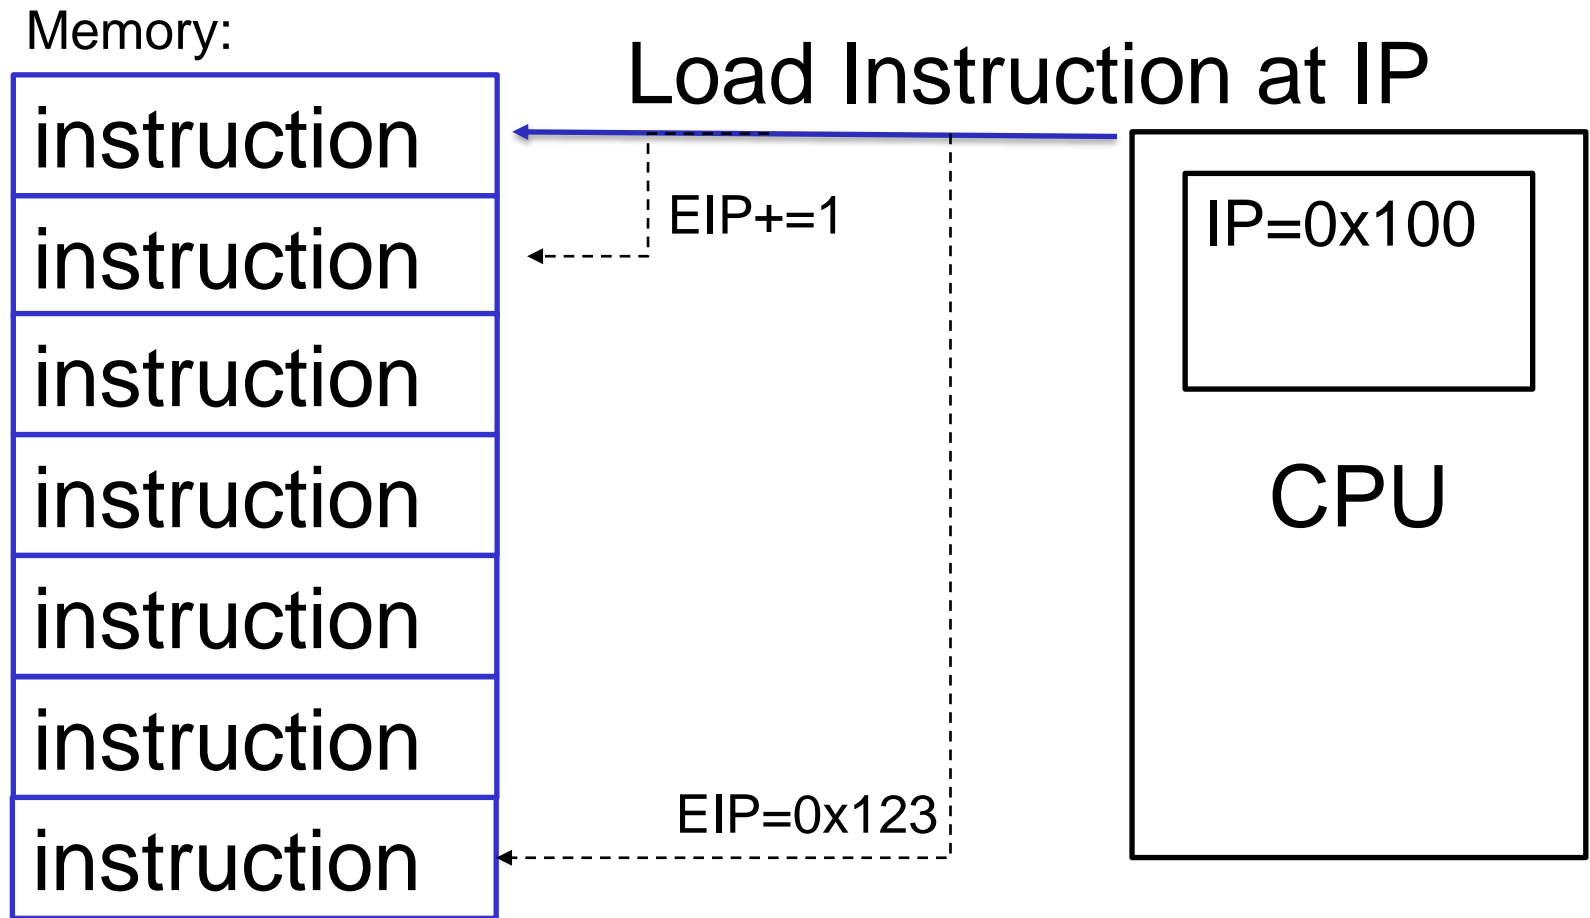 Memory:
Load Instruction at IP
instruction
instruction
instruction
instruction
instruction
instruction
instruction
EIP+=1
EIP=0x123
IP=0x100
CPU